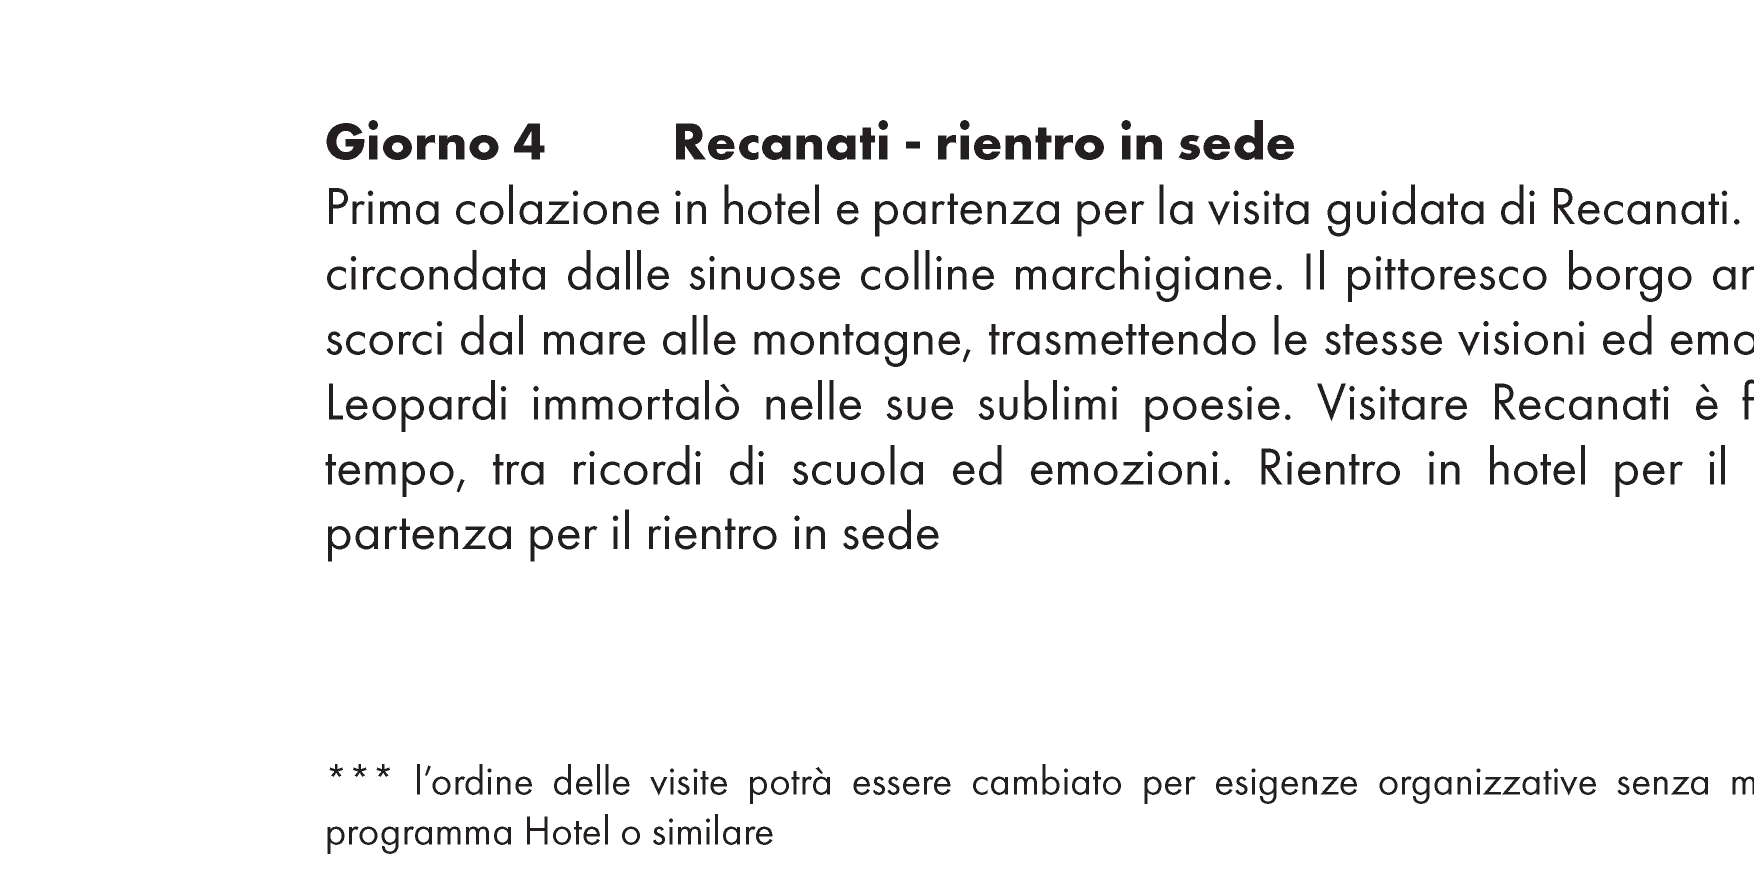 Giorno 4 Recanati - rientro in sede
Prima colazione in hotel e partenza per la visita guidata di Recanati.
circondata dalle sinuose colline marchigiane. Il pittoresco borgo
scorci dal mare alle montagne, trasmettendo le stesse visioni ed
Leopardi immortalò nelle sue sublimi poesie. Visitare Recanati è
tempo, tra ricordi di scuola ed emozioni. Rientro in hotel per il
partenza per il rientro in sede
*** l’ordine delle visite potrà essere cambiato per esigenze organizzative senza
programma Hotel o similare